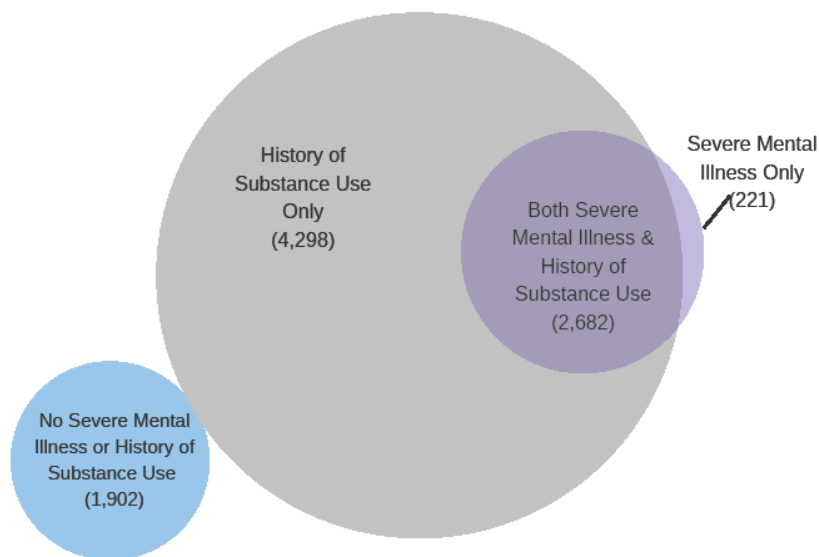 History of
Substance Use
Only
(4,298)
Both Severe
Mental Illness &
History of
Substance Use
(2,682)
Severe Mental
Illness Only
(221)
No Severe Mental
Illness or History of
Substance Use
(1,902)